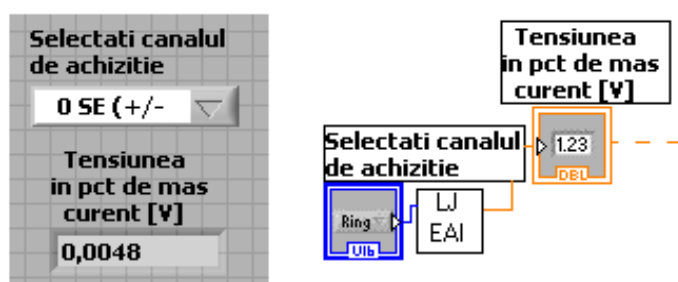 Selectati canalul
de achizitie
0 SE (+/-
Tensiunea
in pct de mas
curent [V]
0,0048
Tensiunea
in pct de mas
curent [V]
1.23
DBL
Selectati canalul
de achizitie
Ring
U16
LJ
EAI